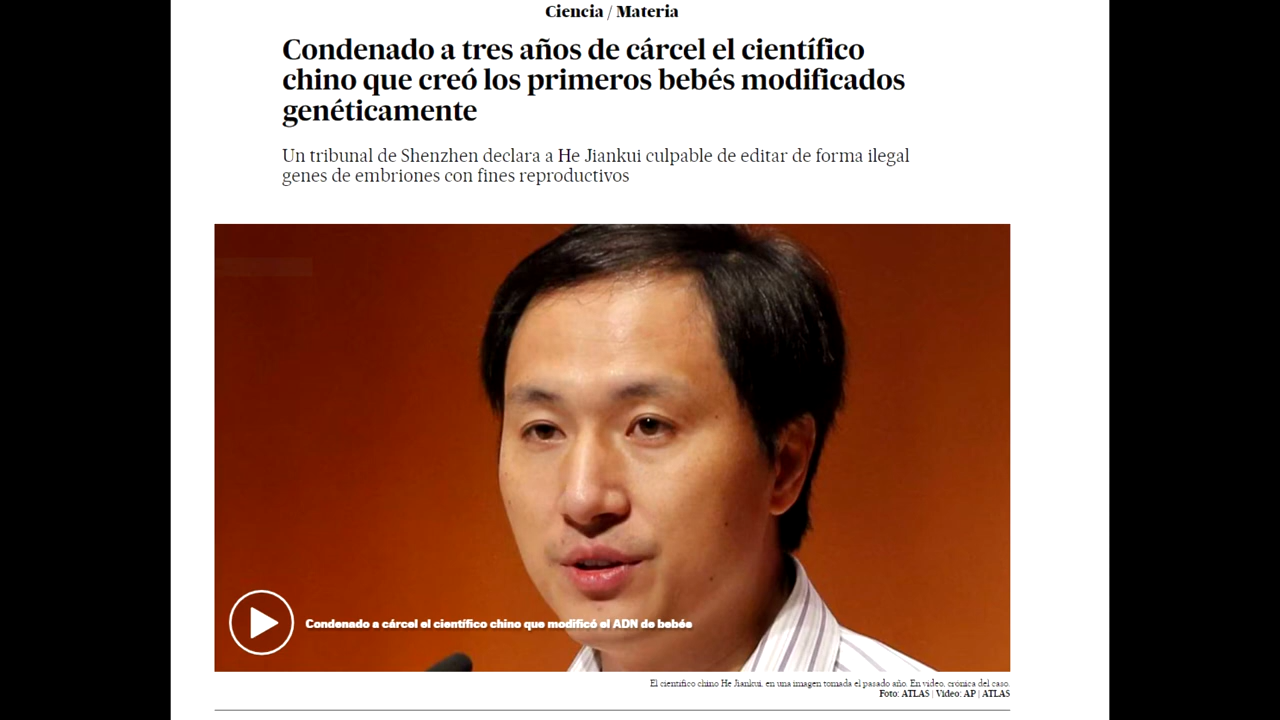 Ciencia / Materia
Condenado a tres años de cárcel el científico
chino que creó los primeros bebés modificados
genéticamente
Un tribunal de Shenzhen declara a He Jiankui culpable de editar de forma ilegal
genes de embriones con fines reproductivos
Condenado a cárcel el científico chino que modificó el ADN de bebés
El científico chino He Jiankui, en una imagen tomada el pasado año. En vídeo, crónica del caso.
Foto: ATLAS | Vídeo: AP | ATLAS